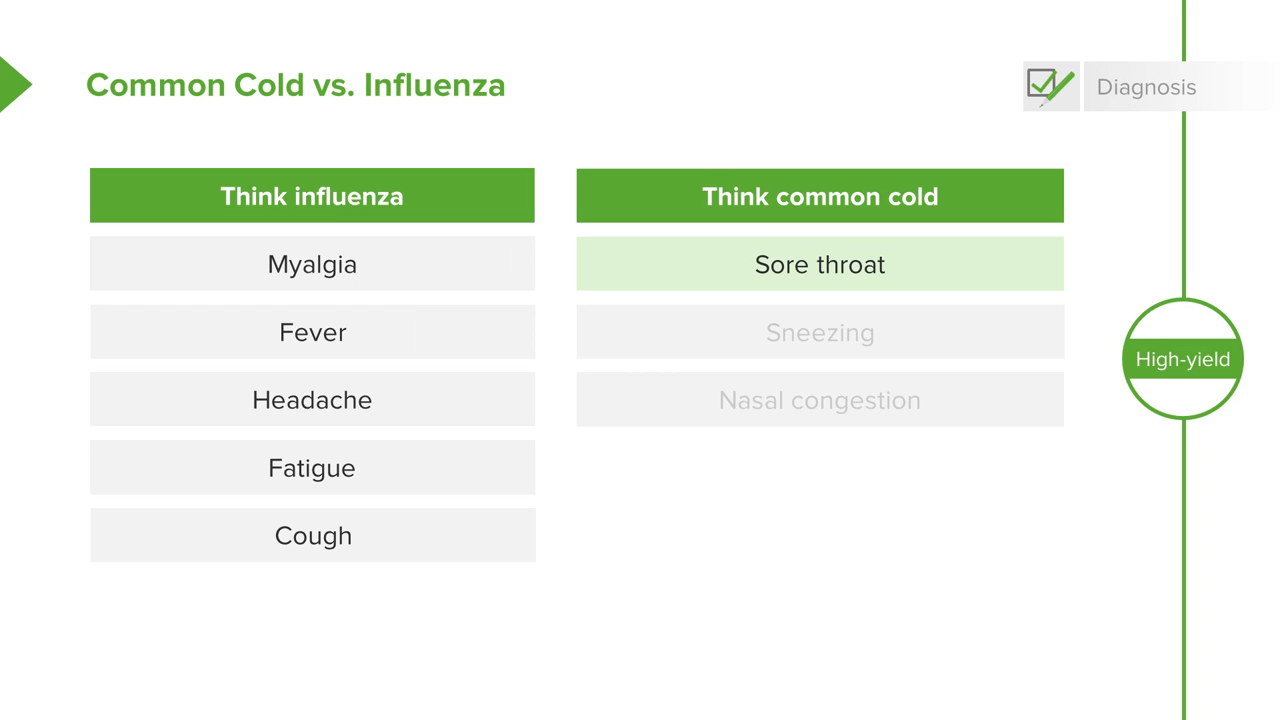 Common Cold vs. Influenza
Diagnosis
Think influenza
Myalgia
Fever
Headache
Fatigue
Cough
Think common cold
Sore throat
Sneezing
Nasal congestion
High-yield